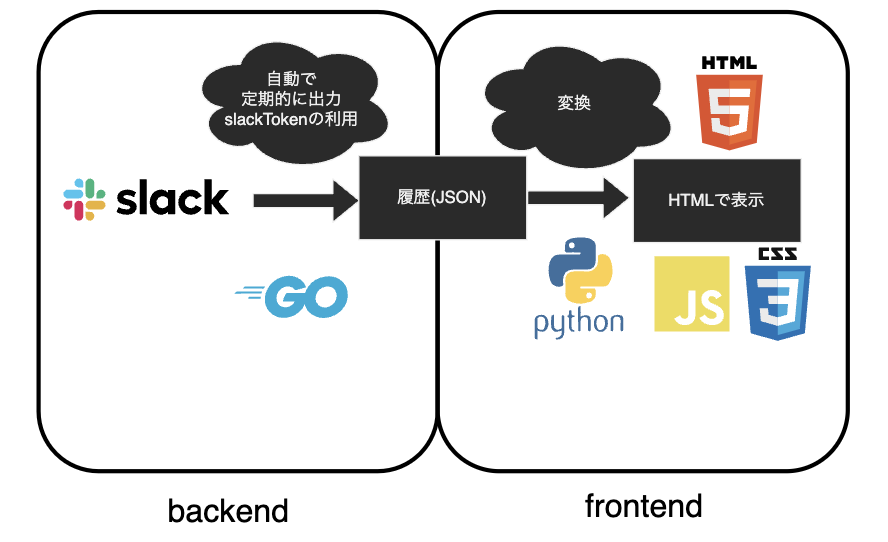 自動で
定期的に出力
slackTokenの利用
変換
HTML
5
slack
履歴(JSON)
HTMLで表示
GO
python
JS
CSS
3
backend
frontend